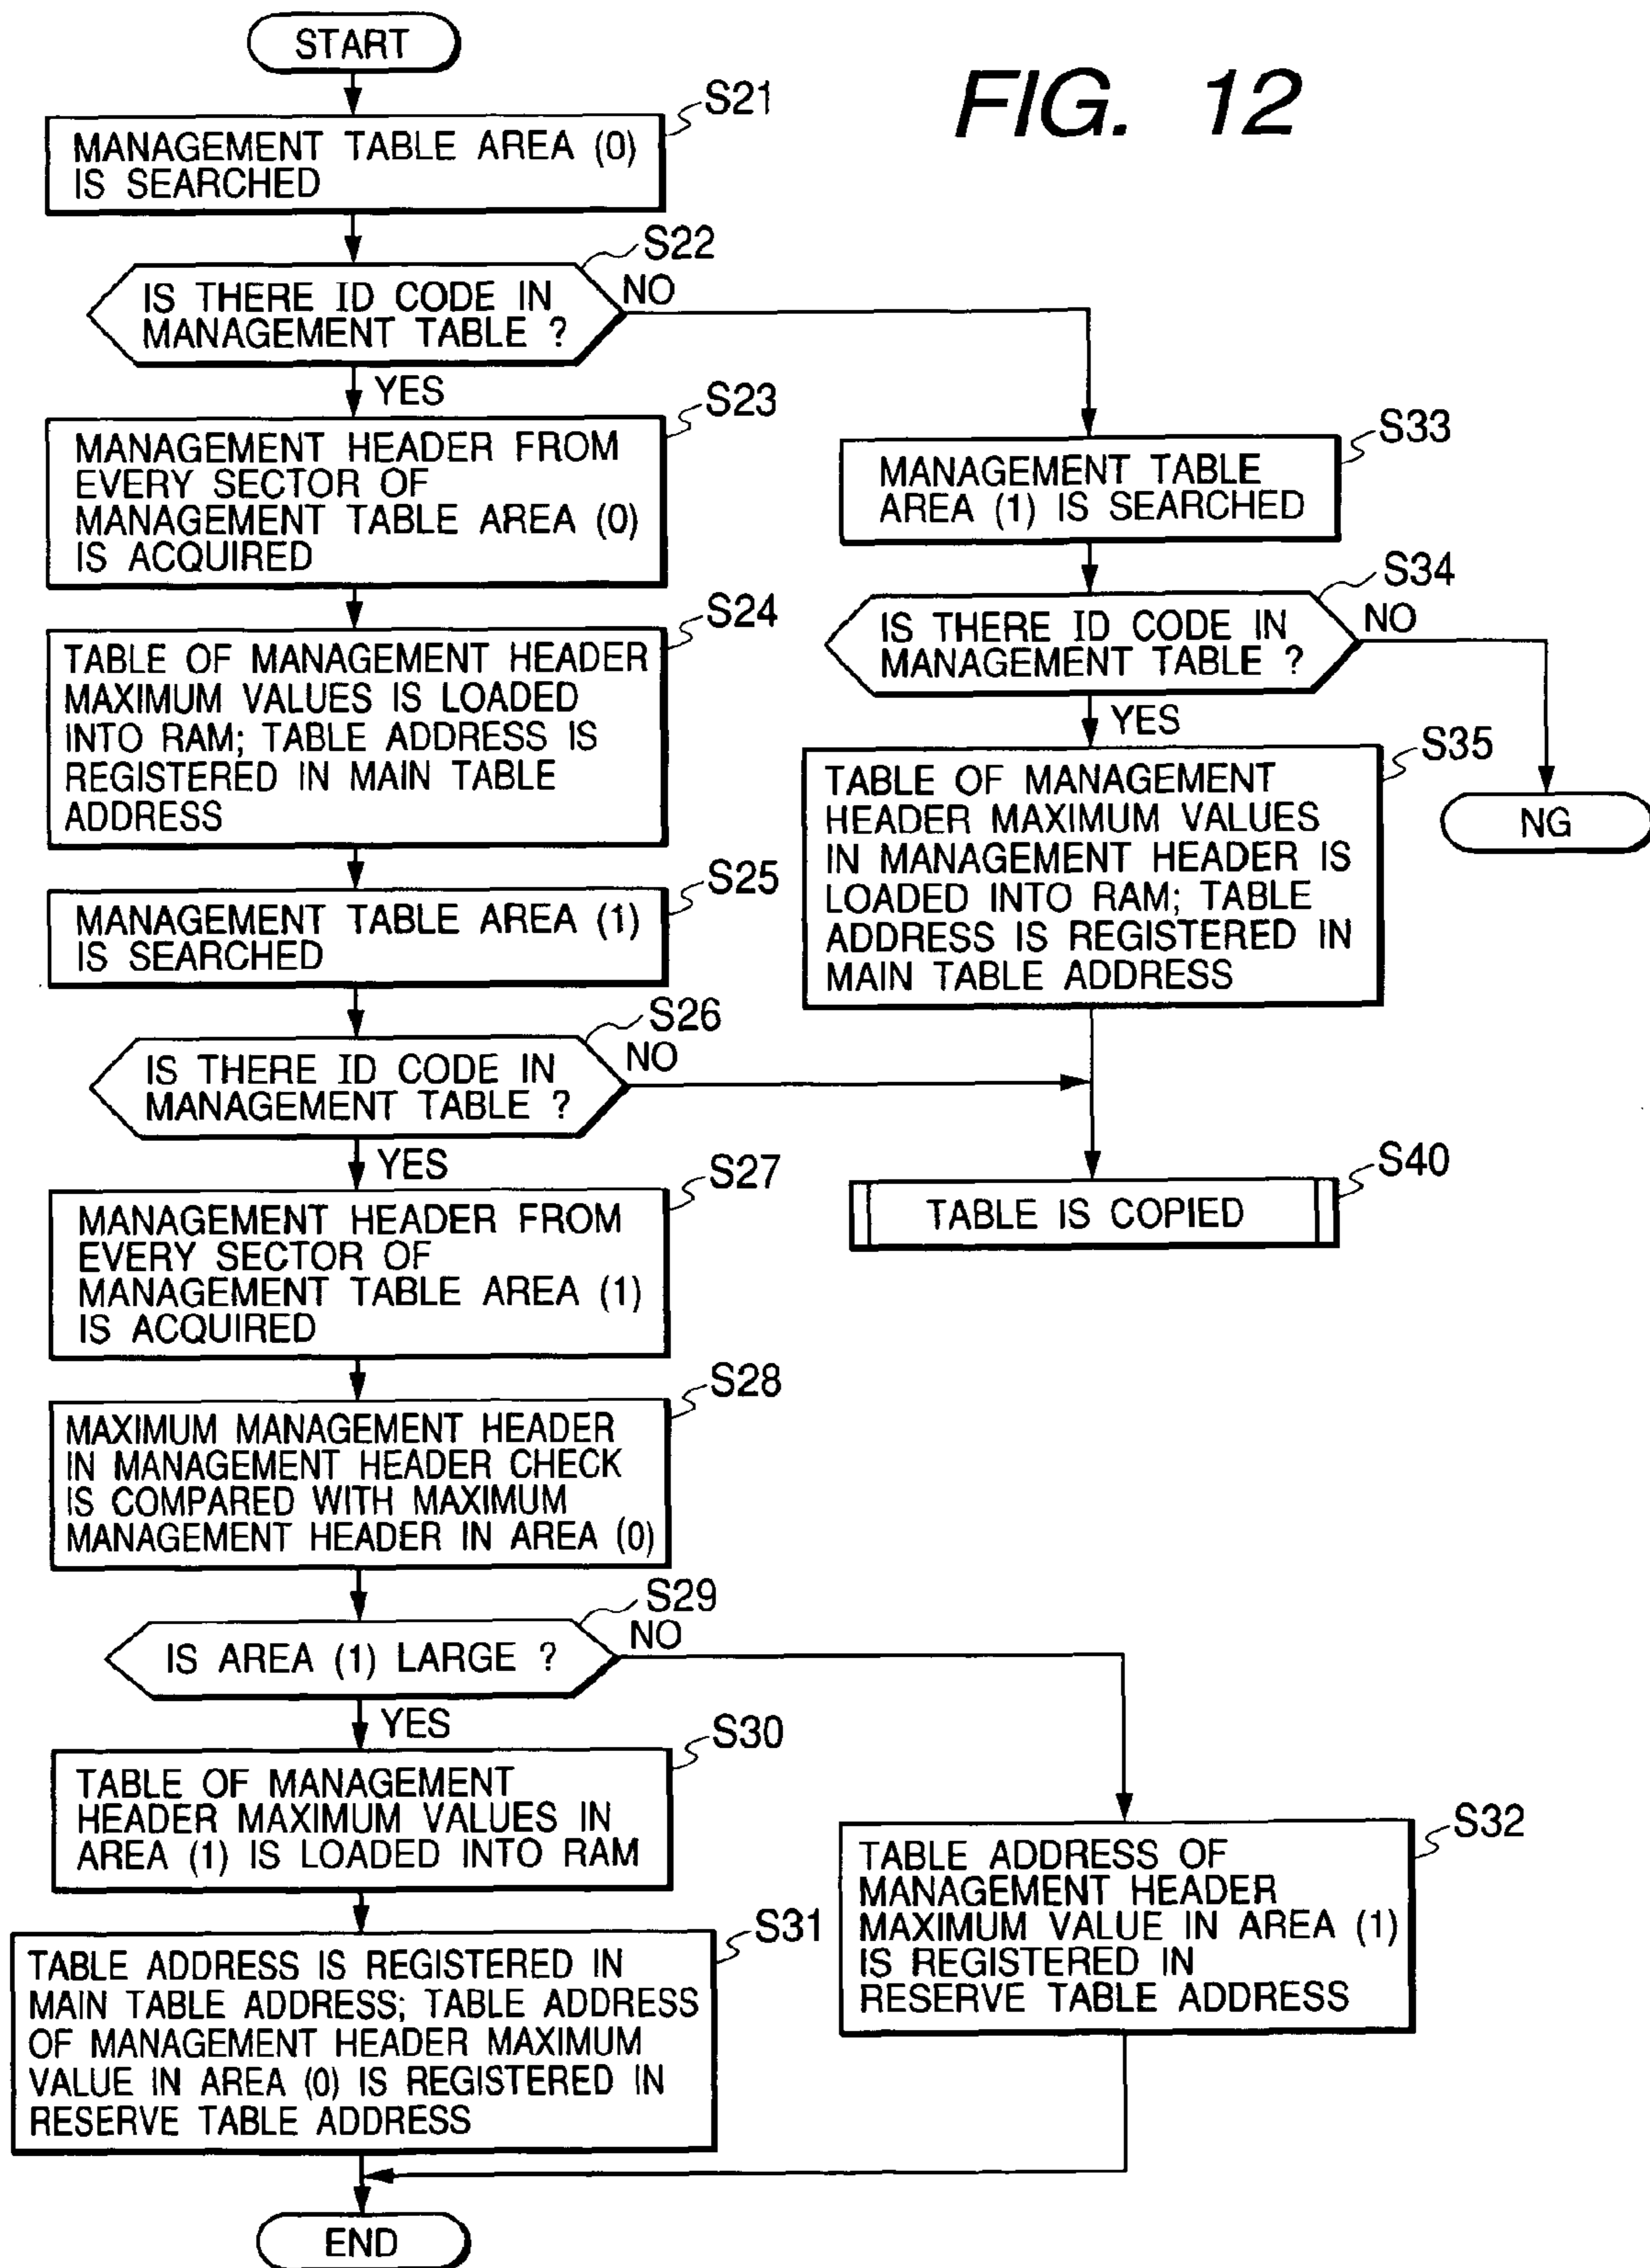 START
FIG. 12
S21
MANAGEMENT TABLE AREA (0)
IS SEARCHED
S22
IS THERE ID CODE IN
MANAGEMENT TABLE ?
NO
YES
S23
MANAGEMENT HEADER FROM
EVERY SECTOR OF
MANAGEMENT TABLE AREA (0)
IS ACQUIRED
S24
TABLE OF MANAGEMENT HEADER
MAXIMUM VALUES IS LOADED
INTO RAM; TABLE ADDRESS IS
REGISTERED IN MAIN TABLE
ADDRESS
S25
MANAGEMENT TABLE AREA (1)
IS SEARCHED
S26
IS THERE ID CODE IN
MANAGEMENT TABLE ?
NO
YES
S27
MANAGEMENT HEADER FROM
EVERY SECTOR OF
MANAGEMENT TABLE AREA (1)
IS ACQUIRED
S28
MAXIMUM MANAGEMENT HEADER
IN MANAGEMENT HEADER CHECK
IS COMPARED WITH MAXIMUM
MANAGEMENT HEADER IN AREA (0)
S29
IS AREA (1) LARGE ?
NO
YES
S30
TABLE OF MANAGEMENT
HEADER MAXIMUM VALUES IN
AREA (1) IS LOADED INTO RAM
S31
TABLE ADDRESS IS REGISTERED IN
MAIN TABLE ADDRESS; TABLE ADDRESS
OF MANAGEMENT HEADER MAXIMUM
VALUE IN AREA (0) IS REGISTERED IN
RESERVE TABLE ADDRESS
END
S33
MANAGEMENT TABLE
AREA (1) IS SEARCHED
S34
IS THERE ID CODE IN
MANAGEMENT TABLE ?
NO
YES
NG
S35
TABLE OF MANAGEMENT
HEADER MAXIMUM VALUES
IN MANAGEMENT HEADER IS
LOADED INTO RAM; TABLE
ADDRESS IS REGISTERED IN
MAIN TABLE ADDRESS
S40
TABLE IS COPIED
S32
TABLE ADDRESS OF
MANAGEMENT HEADER
MAXIMUM VALUE IN AREA (1)
IS REGISTERED IN
RESERVE TABLE ADDRESS